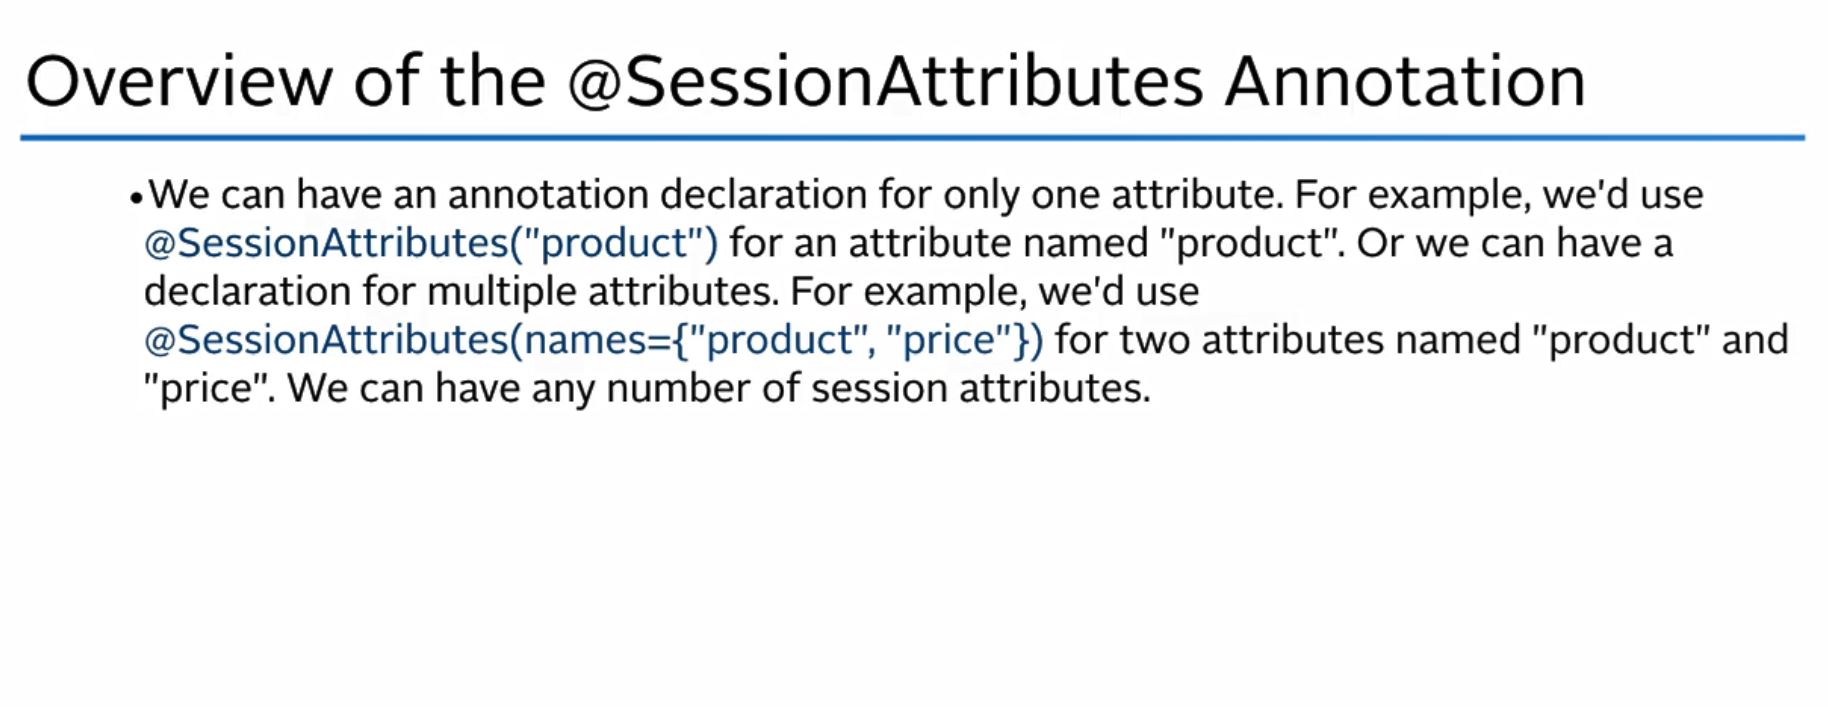 Overview of the @SessionAttributes Annotation
•We can have an annotation declaration for only one attribute. For example, we'd use
@SessionAttributes("product") for an attribute named "product". Or we can have a
declaration for multiple attributes. For example, we'd use
@SessionAttributes(names={"product", "price"}) for two attributes named "product" and
"price". We can have any number of session attributes.